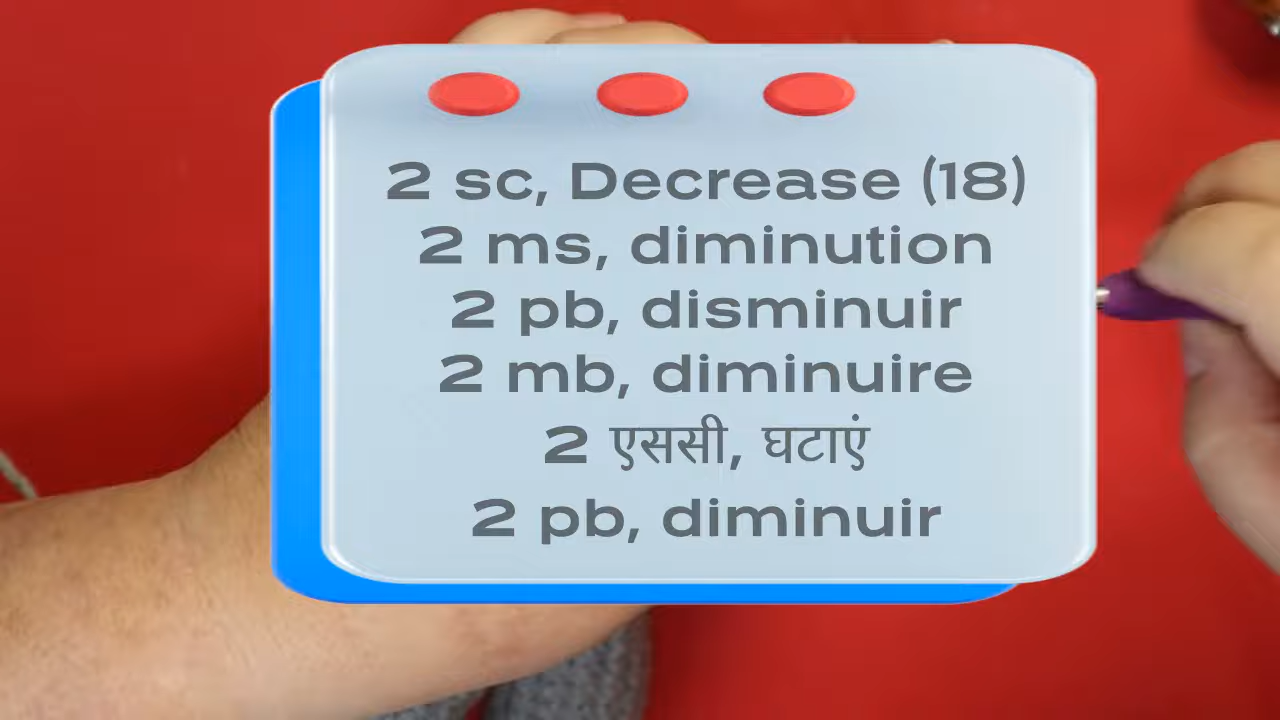 2 sc, Decrease (18)
2 ms, diminution
2 pb, disminuir
2 mb, diminuire
2 एससी, घटाएं
2 pb, diminuir